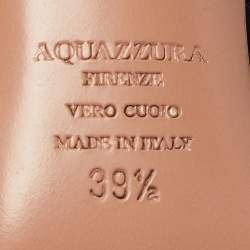 AQUAZZURA
FIRENZE
VERO CUOIO
MADE IN ITALY
39½